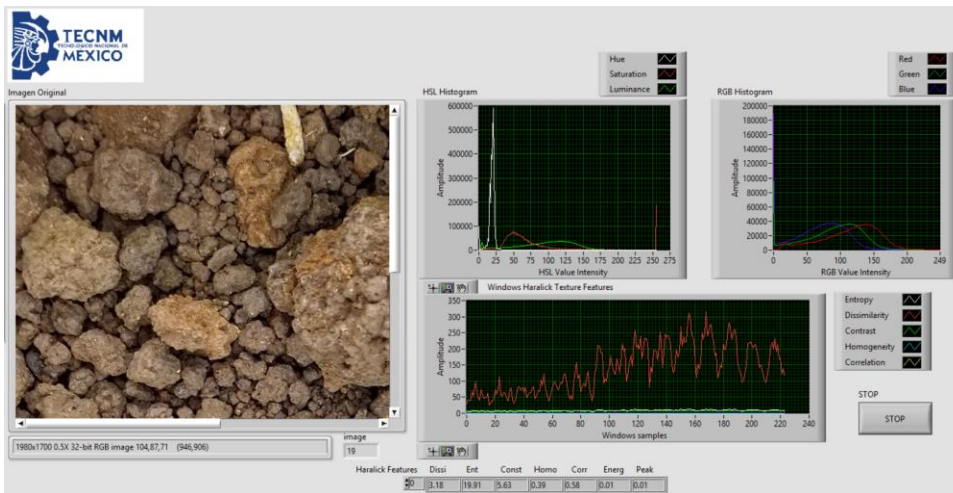 TECNM
TECNOLÓGICO NACIONAL DE
MEXICO
Imagen Original
1980x1700 0.5X 32-bit RGB image 104,87,71 (946,906)
image
19
HSL Histogram
Hue
Saturation
Luminance
Amplitude
600000
500000
400000
300000
200000
100000
0
0 25 50 75 100 125 150 175 200 225 250 275
HSL Value Intensity
RGB Histogram
Red
Green
Blue
Amplitude
200000
180000
160000
140000
120000
100000
80000
60000
40000
20000
0
0 50 100 150 200 249
RGB Value Intensity
Windows Haralick Texture Features
Amplitude
350
300
250
200
150
100
50
0
0 20 40 60 80 100 120 140 160 180 200 220 240
Windows samples
Entropy
Dissimilarity
Contrast
Homogeneity
Correlation
STOP
STOP
Haralick Features Dissi Ent Const Homo Corr Energ Peak
0 3.18 19.91 5.63 0.39 0.58 0.01 0.01